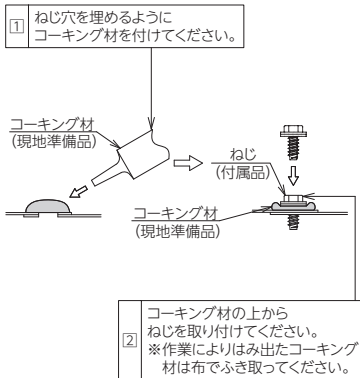 1 ねじ穴を埋めるように
コーキング材を付けてください。
コーキング材
(現地準備品)
ねじ
(付属品)
コーキング材
(現地準備品)
2 コーキング材の上から
ねじを取り付けてください。
※作業によりはみ出たコーキング
材は布でふき取ってください。